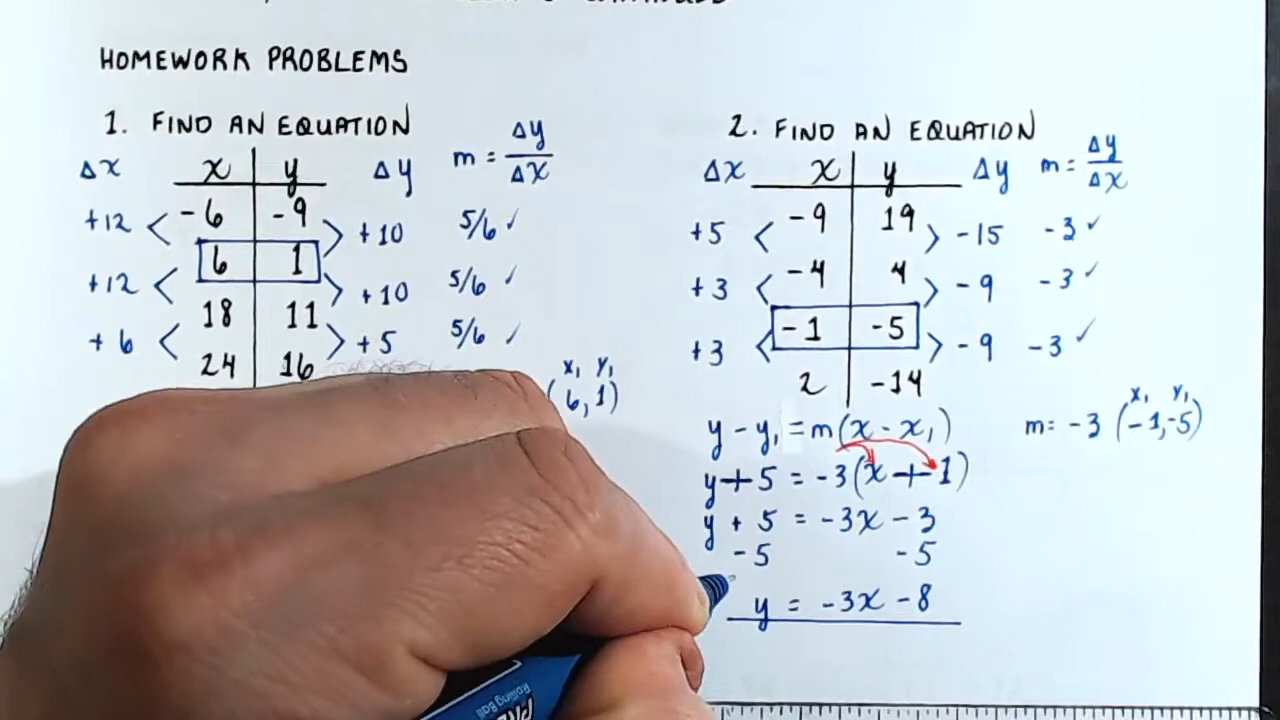 HOMEWORK PROBLEMS
1. FIND AN EQUATION
Δx x y Δy m = Δy/Δx
-6 -9
+12 < > +10 5/6 ✓
6 1
+12 < > +10 5/6 ✓
18 11
+6 < > +5 5/6 ✓
24 16
x₁ y₁
(6, 1)
2. FIND AN EQUATION
Δx x y Δy m = Δy/Δx
-9 19
+5 < > -15 -3 ✓
-4 4
+3 < > -9 -3 ✓
-1 -5
+3 < > -9 -3 ✓
2 -14
x₁ y₁
y - y₁ = m(x - x₁) m = -3 (-1,-5)
y + 5 = -3(x + 1)
y + 5 = -3x - 3
-5 -5
y = -3x - 8
Rolling Ball